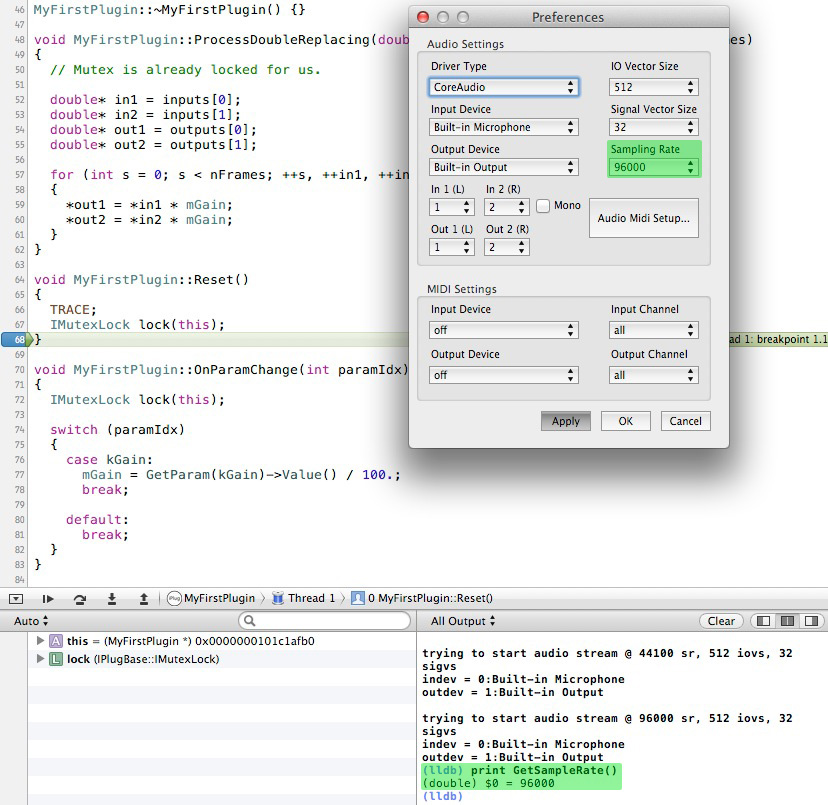 46 MyFirstPlugin::~MyFirstPlugin() {}
47
48 void MyFirstPlugin::ProcessDoubleReplacing(doub
es)
49 {
50 // Mutex is already locked for us.
51
52 double* in1 = inputs[0];
53 double* in2 = inputs[1];
54 double* out1 = outputs[0];
55 double* out2 = outputs[1];
56
57 for (int s = 0; s < nFrames; ++s, ++in1, ++in
58 {
59 *out1 = *in1 * mGain;
60 *out2 = *in2 * mGain;
61 }
62 }
63
64 void MyFirstPlugin::Reset()
65 {
66 TRACE;
67 IMutexLock lock(this);
68 }
ad 1: breakpoint 1.1
69
70 void MyFirstPlugin::OnParamChange(int paramIdx)
71 {
72 IMutexLock lock(this);
73
74 switch (paramIdx)
75 {
76 case kGain:
77 mGain = GetParam(kGain)->Value() / 100.;
78 break;
79
80 default:
81 break;
82 }
83 }
84
Preferences
Audio Settings
Driver Type
CoreAudio
IO Vector Size
512
Input Device
Built-in Microphone
Signal Vector Size
32
Output Device
Built-in Output
Sampling Rate
96000
In 1 (L) In 2 (R)
1 2 Mono
Audio Midi Setup...
Out 1 (L) Out 2 (R)
1 2
MIDI Settings
Input Device
off
Input Channel
all
Output Device
off
Output Channel
all
Apply OK Cancel
iPlug MyFirstPlugin Thread 1 0 MyFirstPlugin::Reset()
Auto
All Output Clear
A this = (MyFirstPlugin *) 0x0000000101c1afb0
L lock (IPlugBase::IMutexLock)
trying to start audio stream @ 44100 sr, 512 iovs, 32
sigvs
indev = 0:Built-in Microphone
outdev = 1:Built-in Output
trying to start audio stream @ 96000 sr, 512 iovs, 32
sigvs
indev = 0:Built-in Microphone
outdev = 1:Built-in Output
(lldb) print GetSampleRate()
(double) $0 = 96000
(lldb)